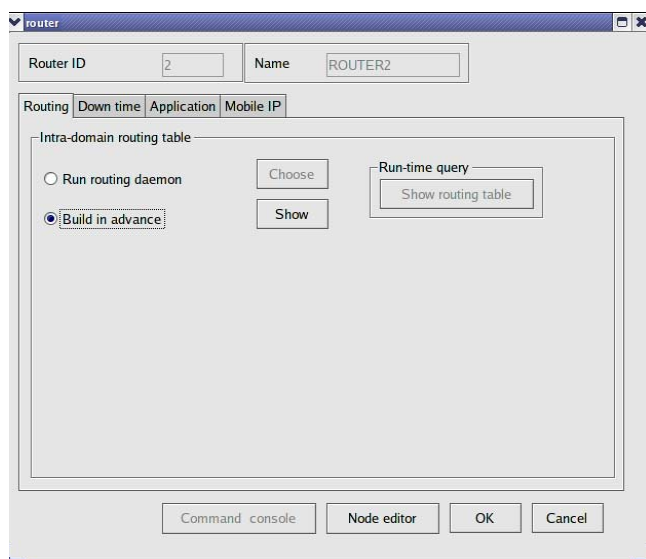 router
Router ID 2 Name ROUTER2
Routing Down time Application Mobile IP
Intra-domain routing table
Run routing daemon Choose Run-time query
Show routing table
Build in advance Show
Command console Node editor OK Cancel